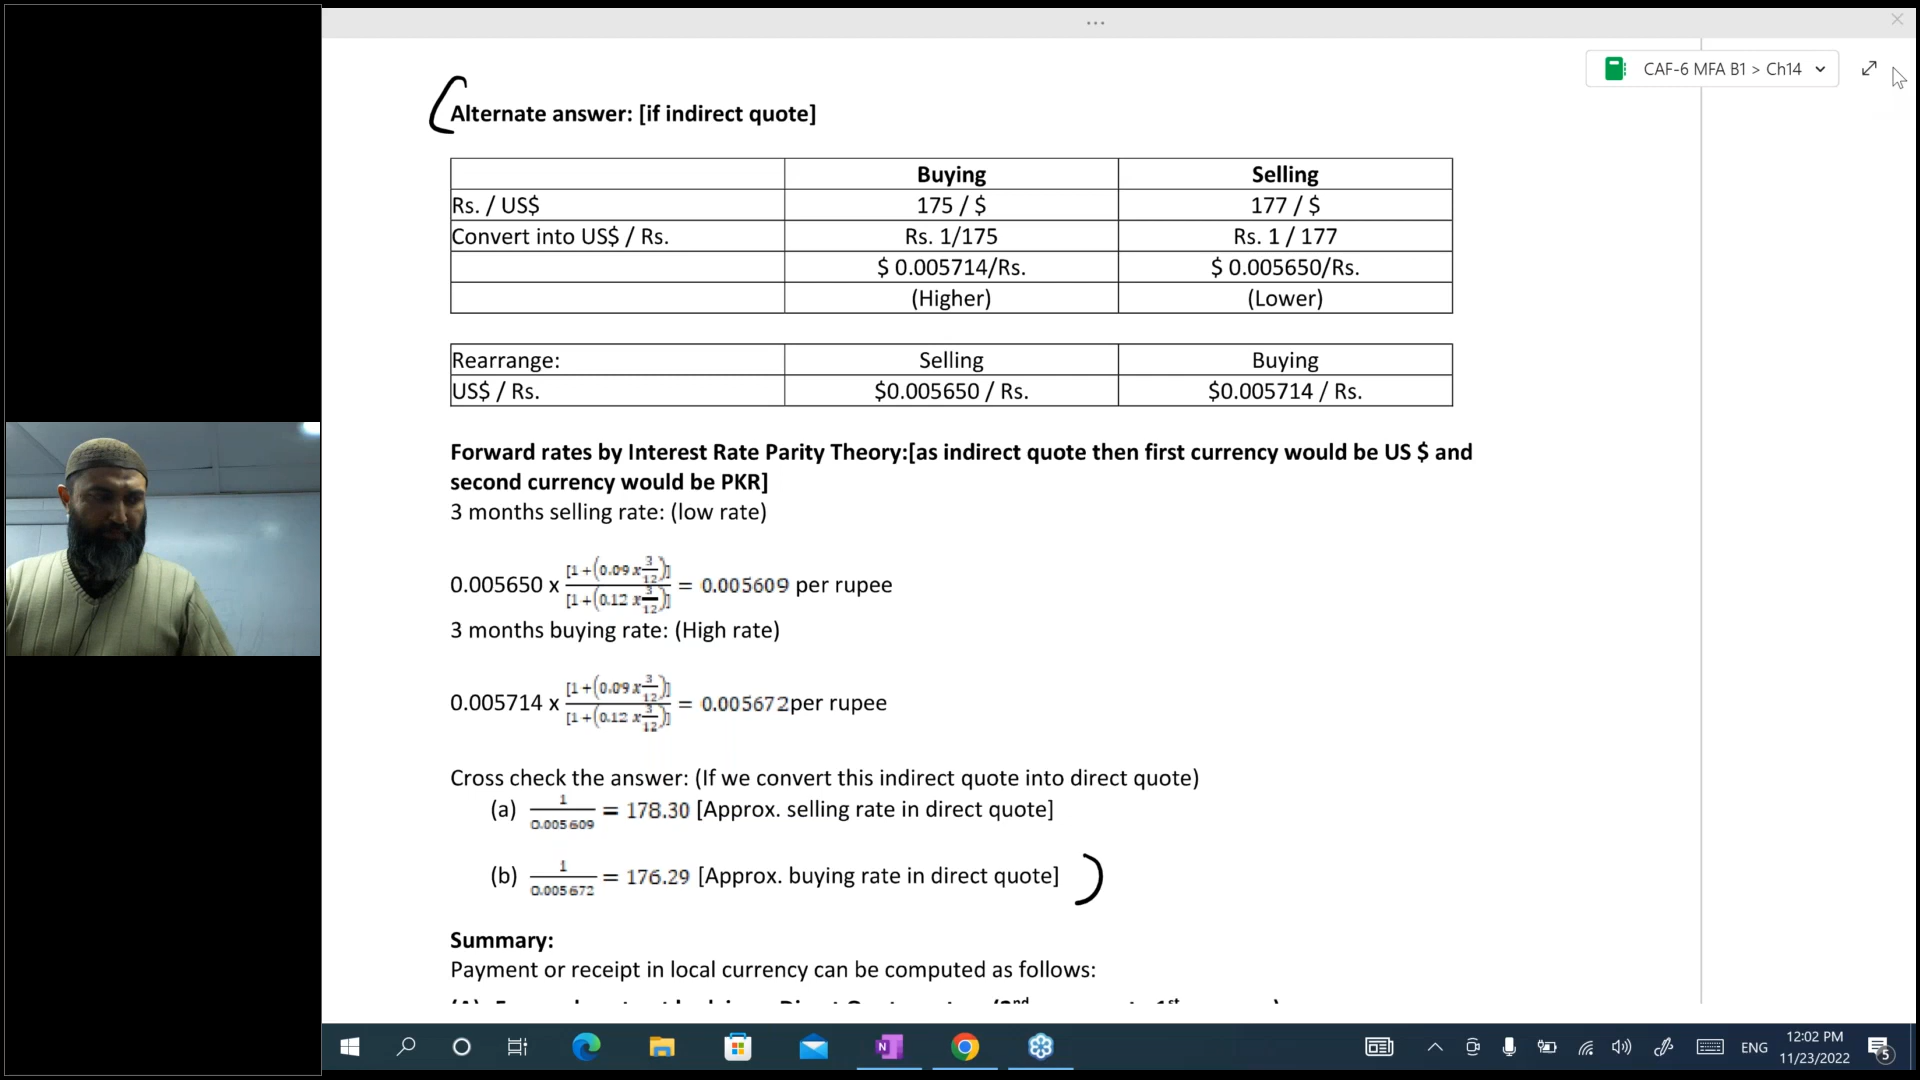 CAF-6 MFA B1 > Ch14
Alternate answer: [if indirect quote]
Buying Selling
Rs. / US$ 175 / $ 177 / $
Convert into US$ / Rs. Rs. 1/175 Rs. 1 / 177
$ 0.005714/Rs. $ 0.005650/Rs.
(Higher) (Lower)
Rearrange: Selling Buying
US$ / Rs. $0.005650 / Rs. $0.005714 / Rs.
Forward rates by Interest Rate Parity Theory:[as indirect quote then first currency would be US $ and
second currency would be PKR]
3 months selling rate: (low rate)
0.005650 x [1+(0.09 x 3/12)] / [1+(0.12 x 3/12)] = 0.005609 per rupee
3 months buying rate: (High rate)
0.005714 x [1+(0.09 x 3/12)] / [1+(0.12 x 3/12)] = 0.005672per rupee
Cross check the answer: (If we convert this indirect quote into direct quote)
(a) 1/0.005609 = 178.30 [Approx. selling rate in direct quote]
(b) 1/0.005672 = 176.29 [Approx. buying rate in direct quote]
Summary:
Payment or receipt in local currency can be computed as follows:
ENG
12:02 PM
11/23/2022
5